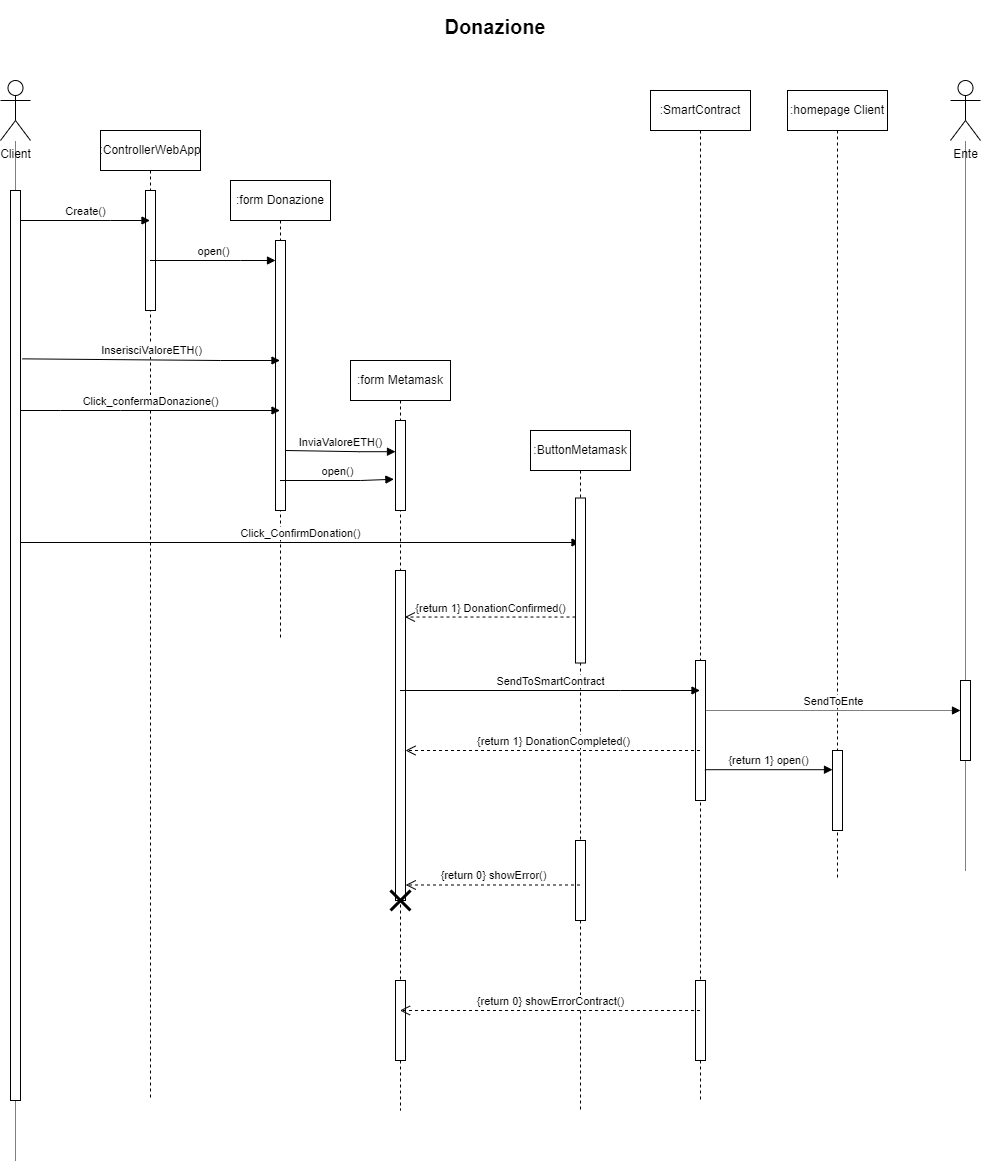 Donazione
Client
:ControllerWebApp
:form Donazione
:SmartContract
:homepage Client
Ente
Create()
open()
InserisciValoreETH()
:form Metamask
Click_confermaDonazione()
InviaValoreETH()
:ButtonMetamask
open()
Click_ConfirmDonation()
{return 1} DonationConfirmed()
SendToSmartContract
SendToEnte
{return 1} DonationCompleted()
{return 1} open()
{return 0} showError()
{return 0} showErrorContract()